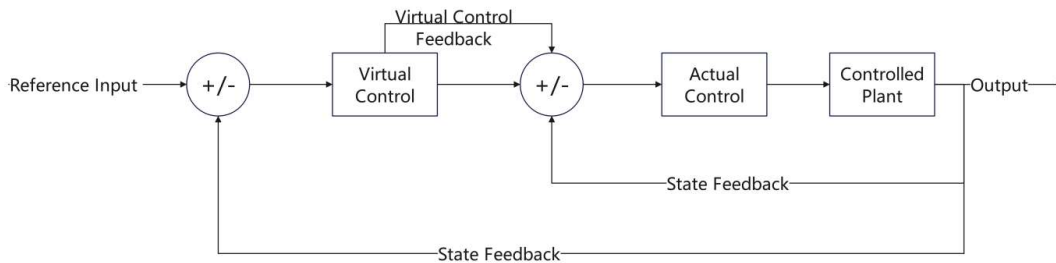 Virtual Control
Feedback
Reference Input
+/-
Virtual
Control
+/-
Actual
Control
Controlled
Plant
Output
State Feedback
State Feedback